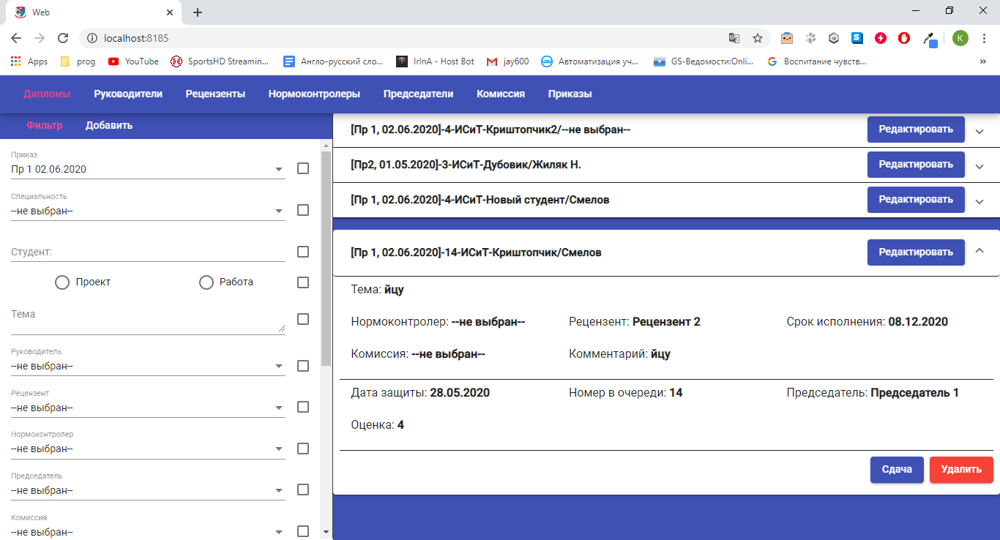 Web
localhost:8185
Apps prog YouTube SportsHD Streamin... Англо-русский сло... IrInA - Host Bot jay600 Автоматизация уч... GS-Ведомости:Onli... Воспитание чувств... »
Дипломы Руководители Рецензенты Нормоконтролеры Председатели Комиссия Приказы
Фильтр Добавить
Приказ
Пр 1 02.06.2020
Специальность
--не выбран--
Студент:
Проект Работа
Тема
Руководитель
--не выбран--
Рецензент
--не выбран--
Нормоконтролер
--не выбран--
Председатель
--не выбран--
Комиссия
--не выбран--
[Пр 1, 02.06.2020]-4-ИСиТ-Криштопчик2/--не выбран-- Редактировать
[Пр2, 01.05.2020]-3-ИСиТ-Дубовик/Жиляк Н. Редактировать
[Пр 1, 02.06.2020]-4-ИСиТ-Новый студент/Смелов Редактировать
[Пр 1, 02.06.2020]-14-ИСиТ-Криштопчик/Смелов Редактировать
Тема: йцу
Нормоконтролер: --не выбран-- Рецензент: Рецензент 2 Срок исполнения: 08.12.2020
Комиссия: --не выбран-- Комментарий: йцу
Дата защиты: 28.05.2020 Номер в очереди: 14 Председатель: Председатель 1
Оценка: 4
Сдача Удалить